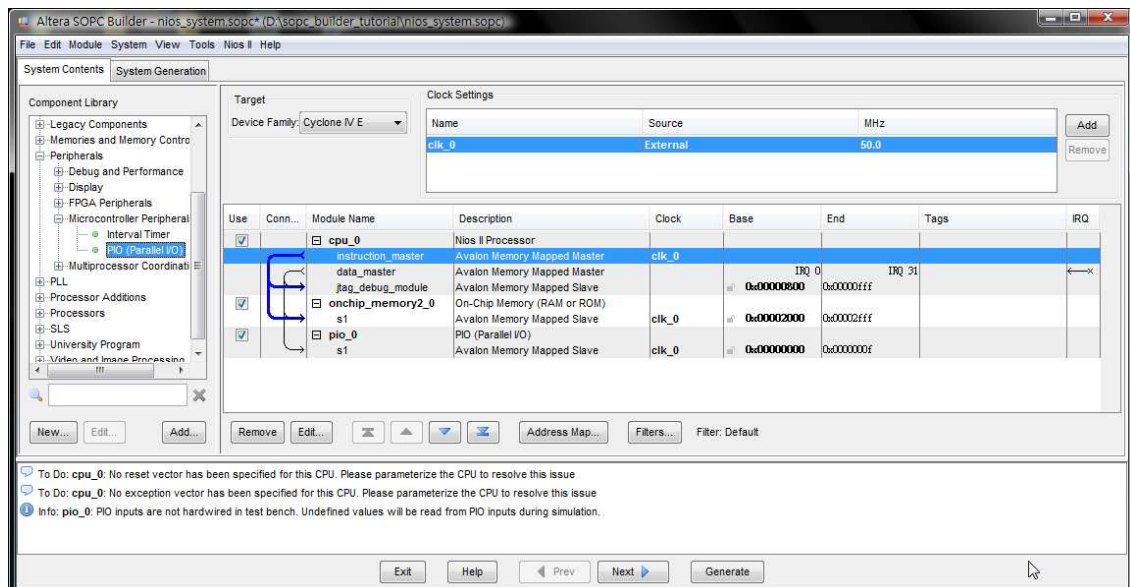 Altera SOPC Builder - nios_system.sopc* (D:\sopc_builder_tutorial\nios_system.sopc)
File Edit Module System View Tools Nios II Help
System Contents System Generation
Component Library
Legacy Components
Memories and Memory Contro
Peripherals
Debug and Performance
Display
FPGA Peripherals
Microcontroller Peripheral
Interval Timer
PIO (Parallel I/O)
Multiprocessor Coordinati
PLL
Processor Additions
Processors
SLS
University Program
Video and Image Processing
New... Edit... Add...
Target
Device Family: Cyclone IV E
Clock Settings
Name Source MHz
clk_0 External 50.0
Add
Remove
Use Conn... Module Name Description Clock Base End Tags IRQ
cpu_0 Nios II Processor
instruction_master Avalon Memory Mapped Master clk_0
data_master Avalon Memory Mapped Master IRQ 0 IRQ 31
jtag_debug_module Avalon Memory Mapped Slave 0x00000800 0x00000fff
onchip_memory2_0 On-Chip Memory (RAM or ROM)
s1 Avalon Memory Mapped Slave clk_0 0x00002000 0x00002fff
pio_0 PIO (Parallel I/O)
s1 Avalon Memory Mapped Slave clk_0 0x00000000 0x0000000f
Remove Edit... Address Map... Filters... Filter: Default
To Do: cpu_0: No reset vector has been specified for this CPU. Please parameterize the CPU to resolve this issue
To Do: cpu_0: No exception vector has been specified for this CPU. Please parameterize the CPU to resolve this issue
Info: pio_0: PIO inputs are not hardwired in test bench. Undefined values will be read from PIO inputs during simulation.
Exit Help Prev Next Generate